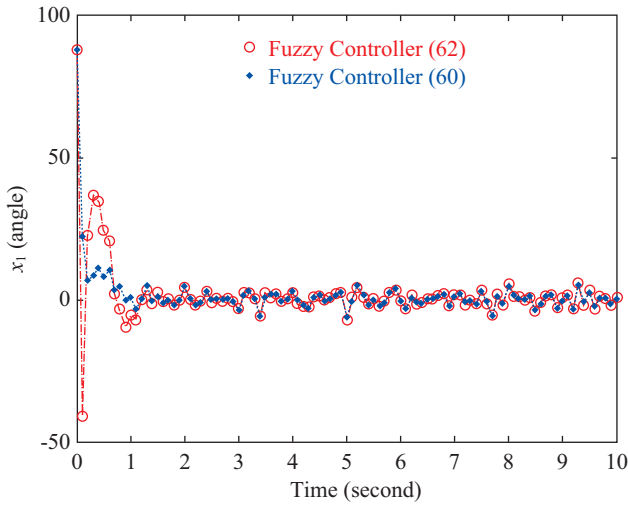 100
Fuzzy Controller (62)
Fuzzy Controller (60)
50
x1 (angle)
0
-50
0 1 2 3 4 5 6 7 8 9 10
Time (second)